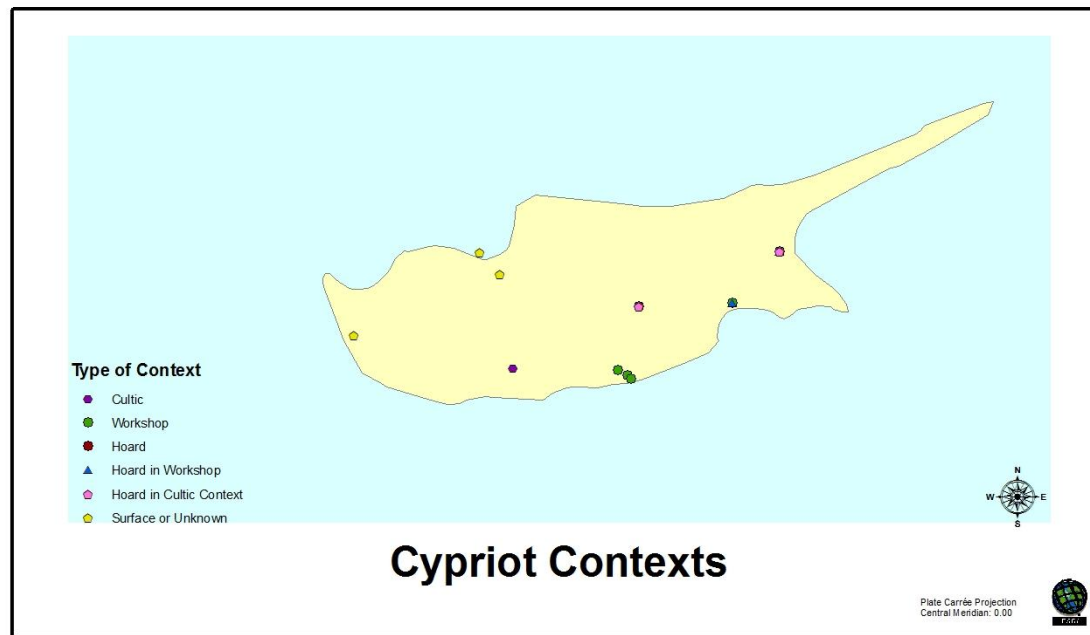 Type of Context
Cultic
Workshop
Hoard
Hoard in Workshop
Hoard in Cultic Context
Surface or Unknown
N
W E
S
Cypriot Contexts
Plate Carrée Projection
Central Meridian: 0.00